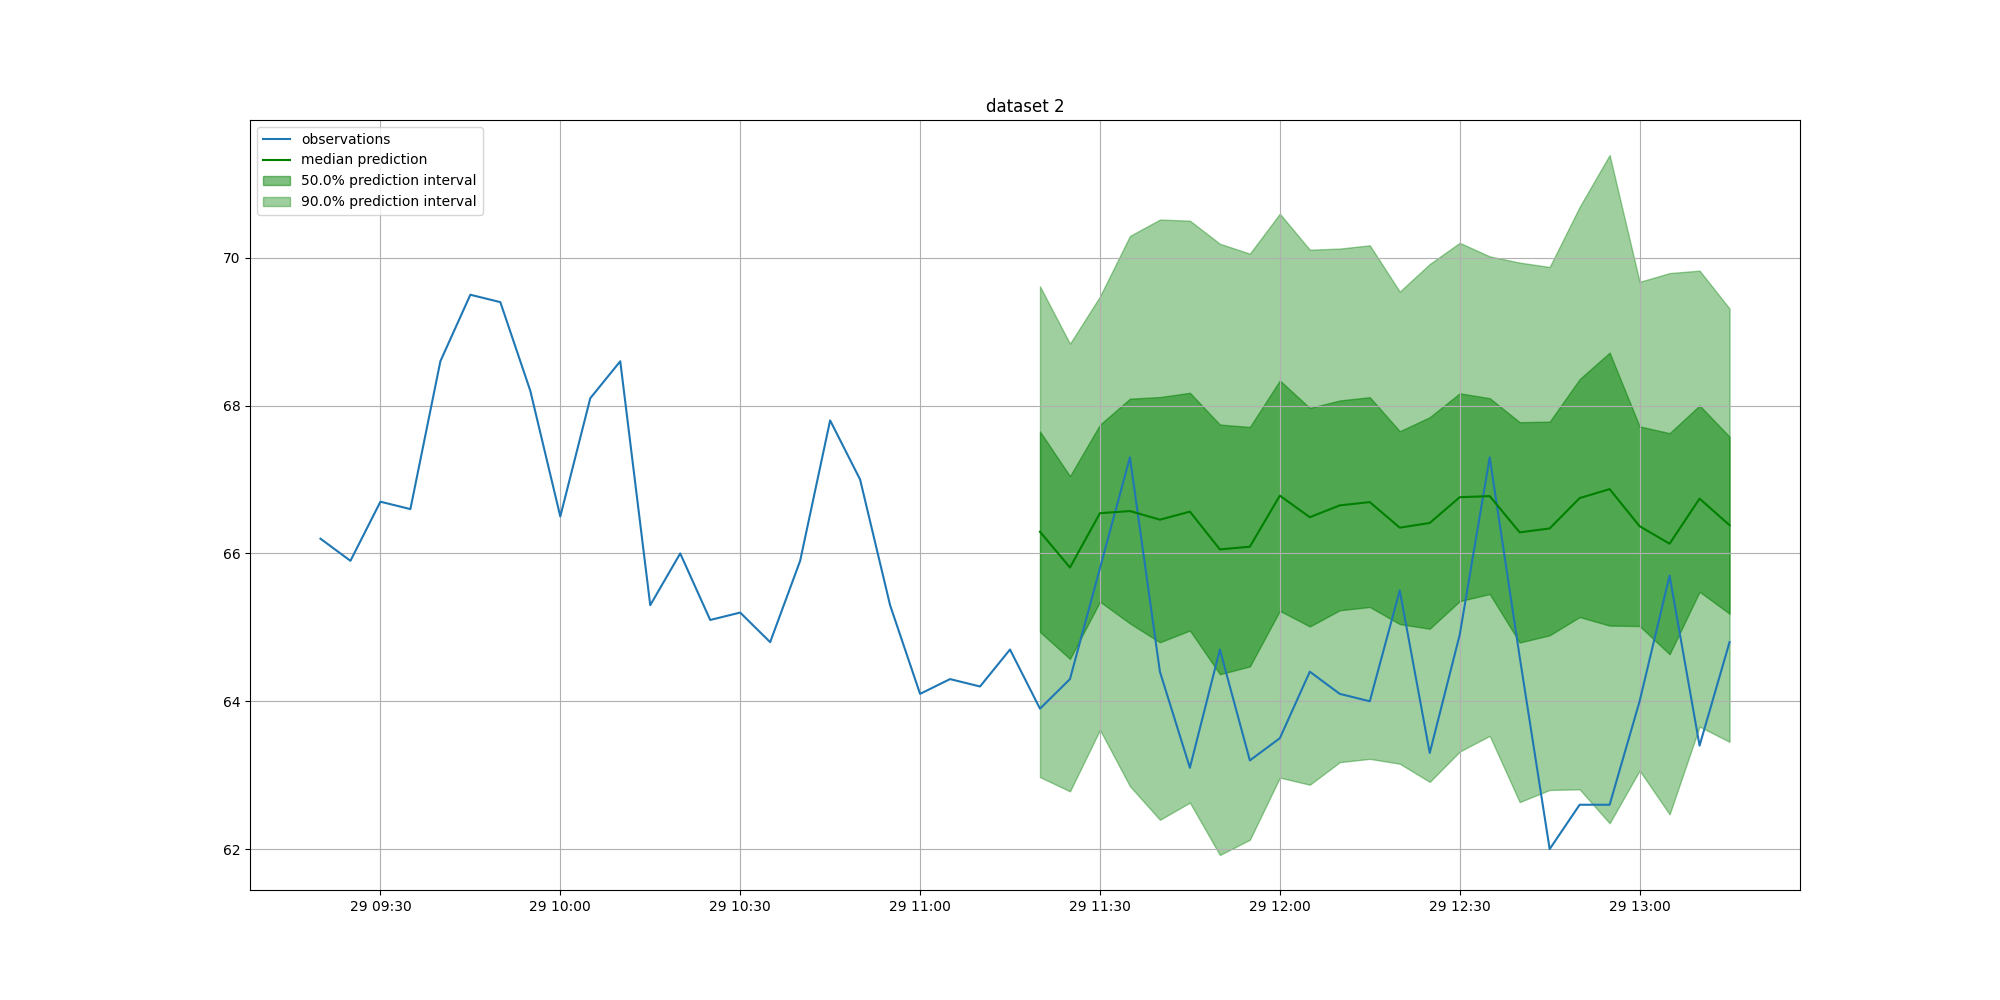 dataset 2
observations
median prediction
50.0% prediction interval
90.0% prediction interval
70
68
66
64
62
29 09:30
29 10:00
29 10:30
29 11:00
29 11:30
29 12:00
29 12:30
29 13:00